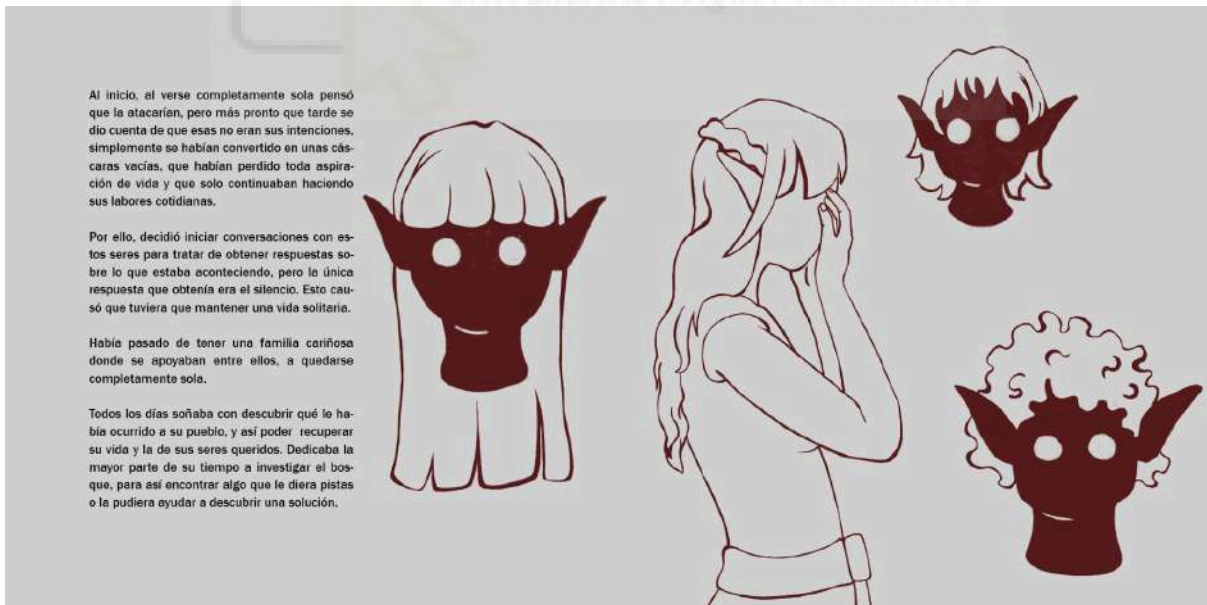 Al inicio, al verse completamente sola pensó
que la atacarían, pero más pronto que tarde se
dio cuenta de que esas no eran sus intenciones,
simplemente se habían convertido en unas cás-
caras vacías, que habían perdido toda aspira-
ción de vida y que solo continuaban haciendo
sus labores cotidianas.
Por ello, decidió iniciar conversaciones con es-
tos seres para tratar de obtener respuestas so-
bre lo que estaba aconteciendo, pero la única
respuesta que obtenía era el silencio. Esto cau-
só que tuviera que mantener una vida solitaria.
Había pasado de tener una familia cariñosa
donde se apoyaban entre ellos, a quedarse
completamente sola.
Todos los días soñaba con descubrir qué le ha-
bía ocurrido a su pueblo, y así poder recuperar
su vida y la de sus seres queridos. Dedicaba la
mayor parte de su tiempo a investigar el bos-
que, para así encontrar algo que le diera pistas
o la pudiera ayudar a descubrir una solución.